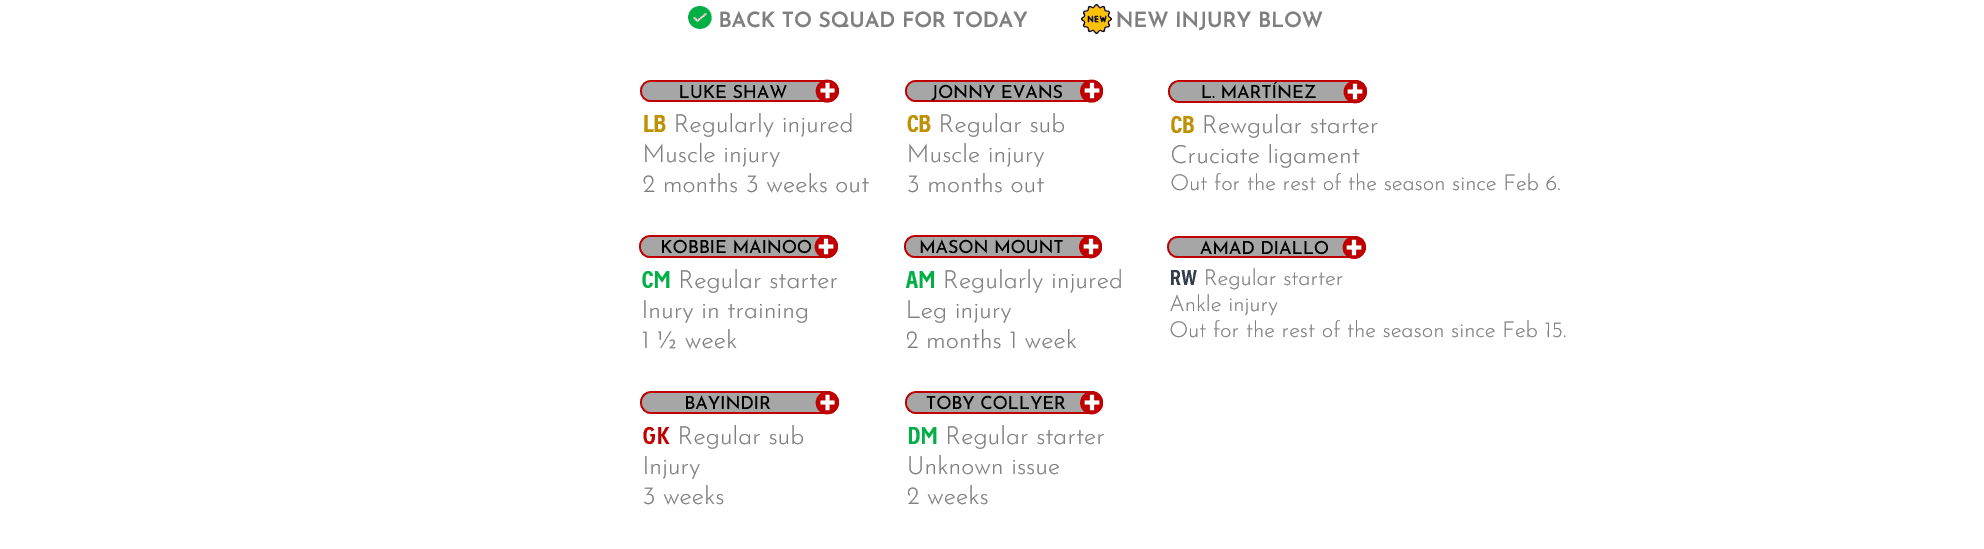 BACK TO SQUAD FOR TODAY
NEW NEW INJURY BLOW
LUKE SHAW
LB Regularly injured
Muscle injury
2 months 3 weeks out
JONNY EVANS
CB Regular sub
Muscle injury
3 months out
L. MARTÍNEZ
CB Rewgular starter
Cruciate ligament
Out for the rest of the season since Feb 6.
KOBBIE MAINOO
CM Regular starter
Inury in training
1 ½ week
MASON MOUNT
AM Regularly injured
Leg injury
2 months 1 week
AMAD DIALLO
RW Regular starter
Ankle injury
Out for the rest of the season since Feb 15.
BAYINDIR
GK Regular sub
Injury
3 weeks
TOBY COLLYER
DM Regular starter
Unknown issue
2 weeks